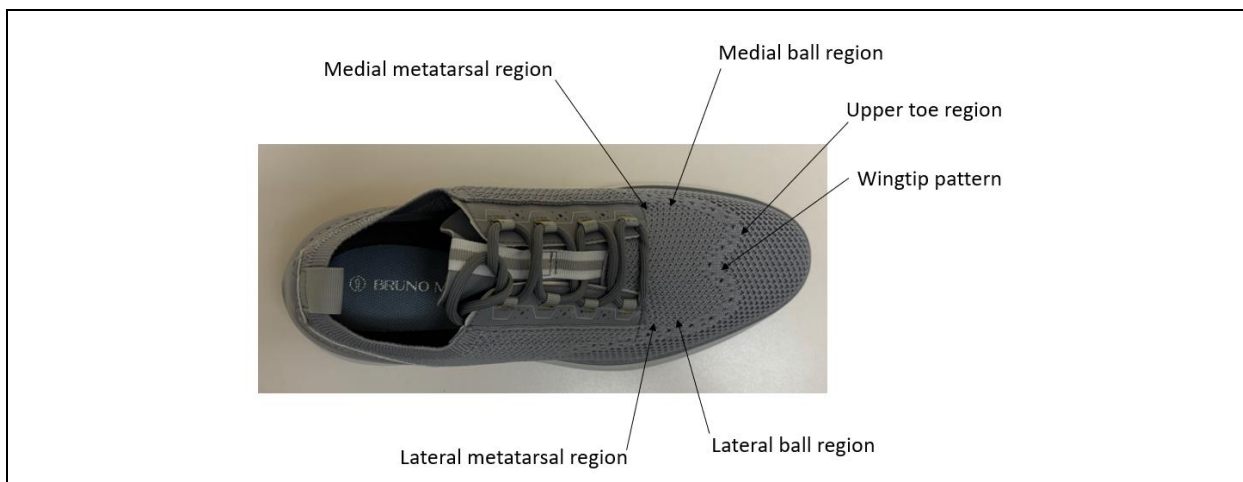 Medial ball region
Medial metatarsal region
Upper toe region
Wingtip pattern
BRUNO M
Lateral ball region
Lateral metatarsal region